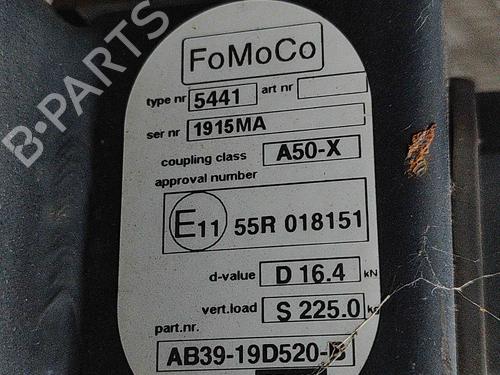 B·PARTS
FoMoCo
type nr 5441 art nr
ser nr 1915MA
coupling class A50-X
approval number
E11 55R 018151
d-value D 16.4 kN
vert.load S 225.0
part.nr.
AB39-19D520-B